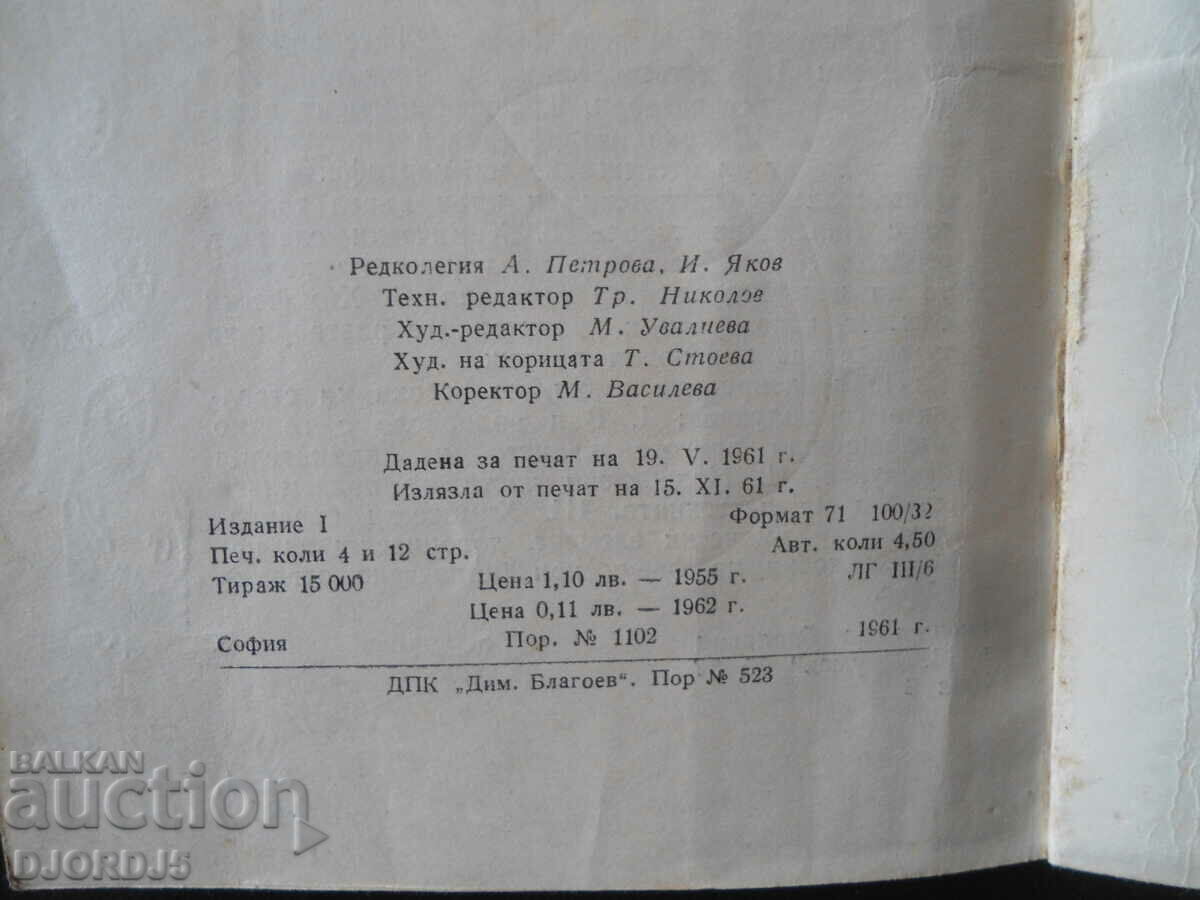 Редколегия А. Петрова, И. Яков
Техн. редактор Тр. Николов
Худ.-редактор М. Увалиева
Худ. на корицата Т. Стоева
Коректор М. Василева
Дадена за печат на 19. V. 1961 г.
Излязла от печат на 15. XI. 61 г.
Издание I Формат 71 100/32
Печ. коли 4 и 12 стр. Авт. коли 4,50
Тираж 15 000 Цена 1,10 лв. — 1955 г. ЛГ III/6
Цена 0,11 лв. — 1962 г.
София Пор. № 1102 1961 г.
ДПК „Дим. Благоев“. Пор № 523
BALKAN
auction
DJORDJ5